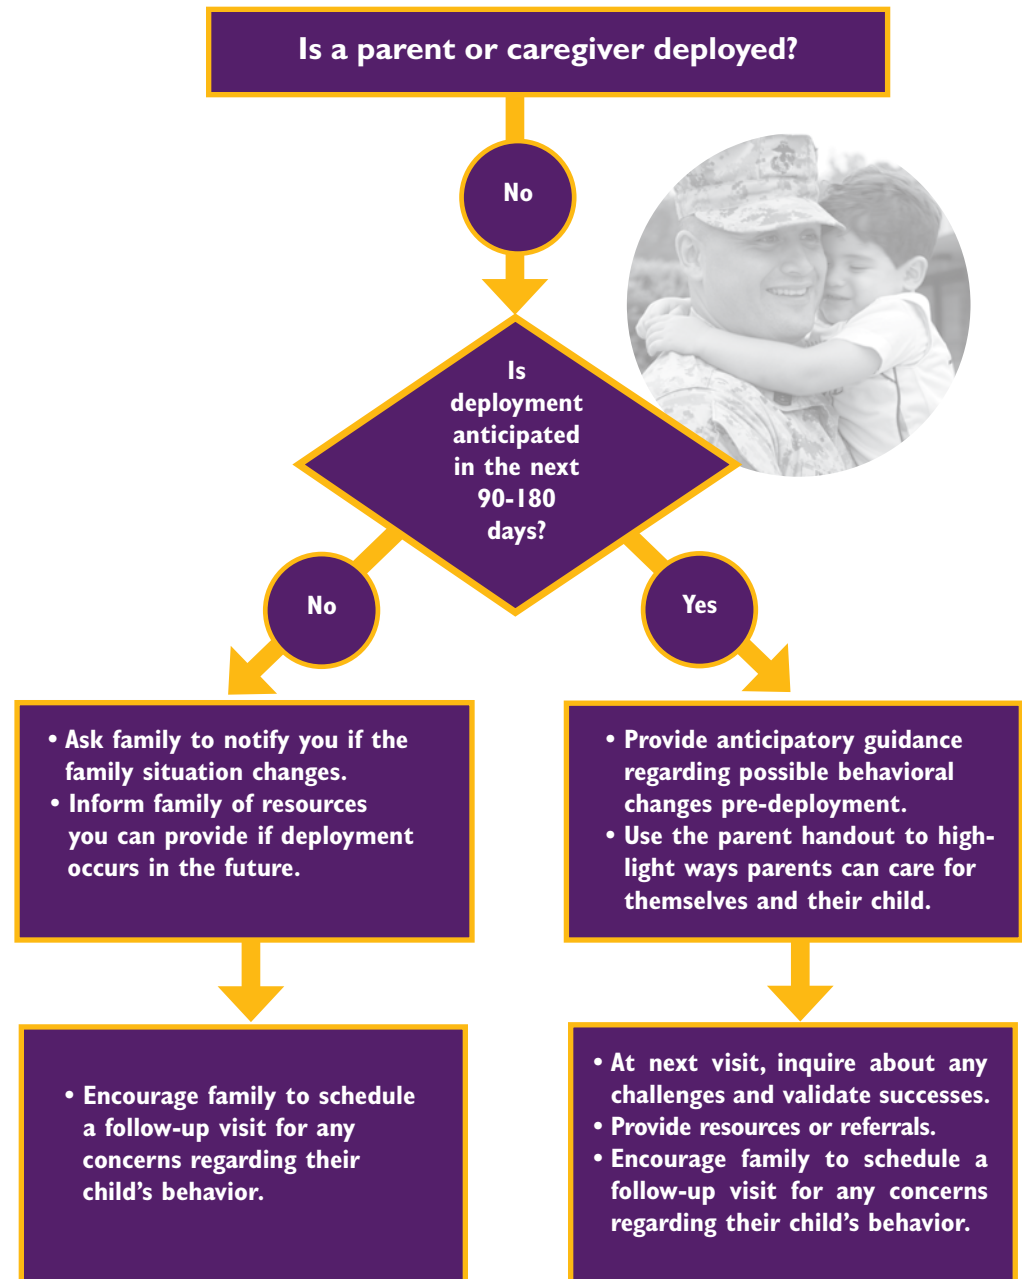 Is a parent or caregiver deployed?
No
Is
deployment
anticipated
in the next
90-180
days?
No
Yes
• Ask family to notify you if the
family situation changes.
• Inform family of resources
you can provide if deployment
occurs in the future.
• Provide anticipatory guidance
regarding possible behavioral
changes pre-deployment.
• Use the parent handout to high-
light ways parents can care for
themselves and their child.
• Encourage family to schedule
a follow-up visit for any
concerns regarding their
child's behavior.
• At next visit, inquire about any
challenges and validate successes.
• Provide resources or referrals.
• Encourage family to schedule a
follow-up visit for any concerns
regarding their child's behavior.